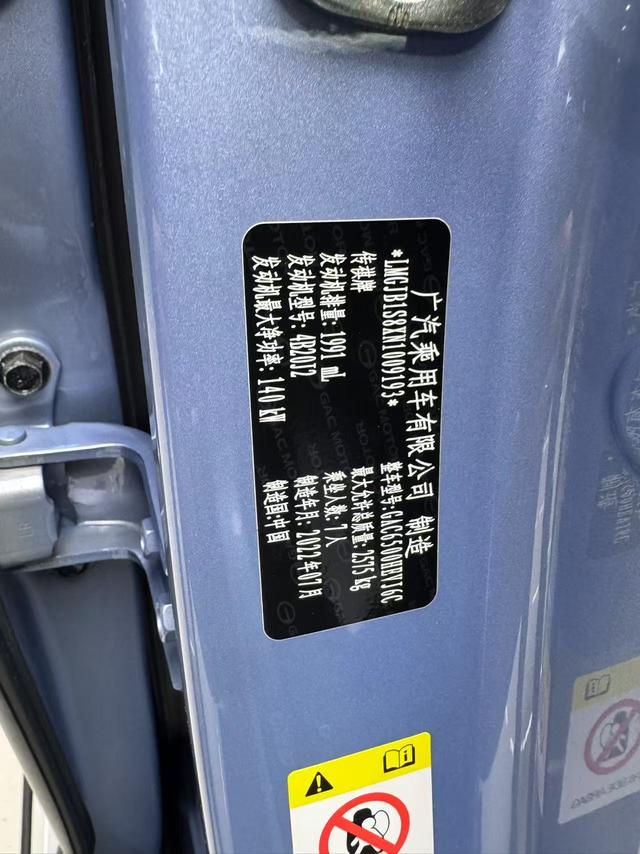 广汽乘用车有限公司 制造
*LMGJB1S8XN1009193* 整车型号: GAC6500HEVJ6C
传祺牌 最大允许总质量: 2575 kg
发动机排量: 1991 mL 乘坐人数: 7人
发动机型号: 4B20J2 制造年月: 2022年07月
发动机最大净功率: 140 kW 制造国: 中国
GAC MOTOR